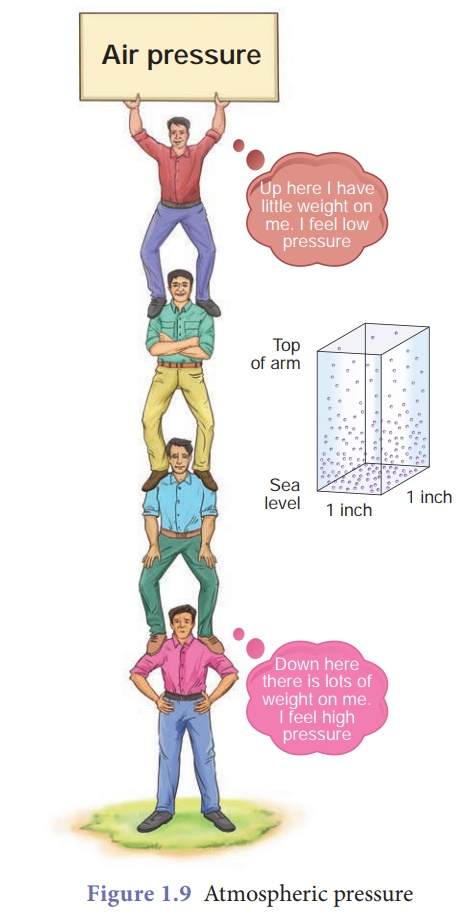 Air pressure
Up here I have
little weight on
me. I feel low
pressure
Top
of arm
Sea
level
1 inch
1 inch
Down here
there is lots of
weight on me.
I feel high
pressure
Figure 1.9 Atmospheric pressure